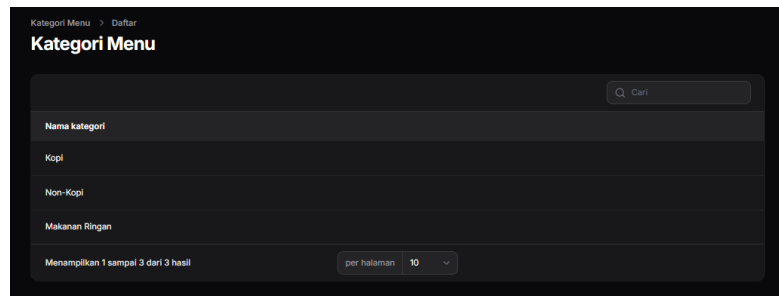 Kategori Menu > Daftar
Kategori Menu
Cari
Nama kategori
Kopi
Non-Kopi
Makanan Ringan
Menampilkan 1 sampai 3 dari 3 hasil per halaman 10